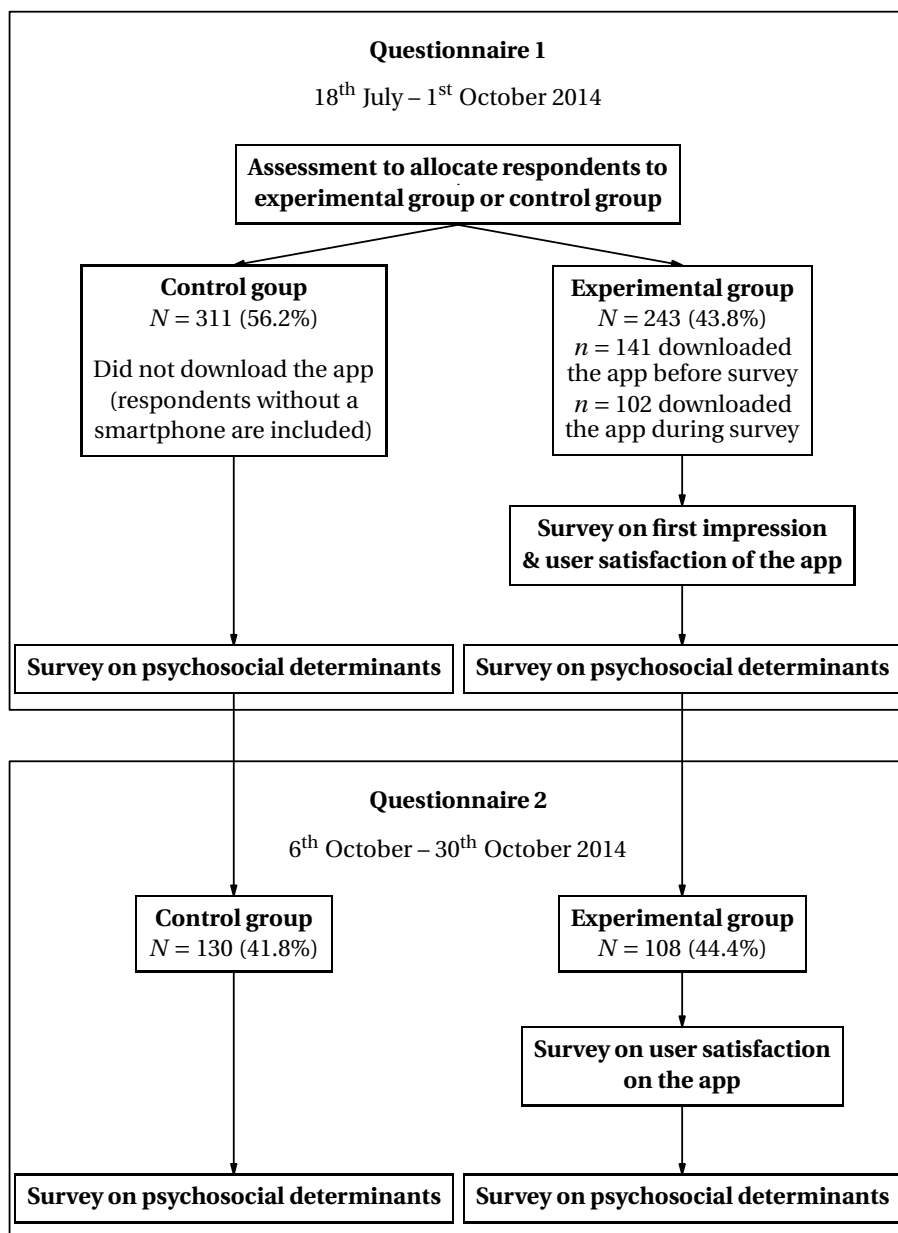 Questionnaire 1
18th July – 1st October 2014
Assessment to allocate respondents to
experimental group or control group
Control goup
N = 311 (56.2%)
Did not download the app
(respondents without a
smartphone are included)
Experimental group
N = 243 (43.8%)
n = 141 downloaded
the app before survey
n = 102 downloaded
the app during survey
Survey on first impression
& user satisfaction of the app
Survey on psychosocial determinants
Survey on psychosocial determinants
Questionnaire 2
6th October – 30th October 2014
Control group
N = 130 (41.8%)
Experimental group
N = 108 (44.4%)
Survey on user satisfaction
on the app
Survey on psychosocial determinants
Survey on psychosocial determinants